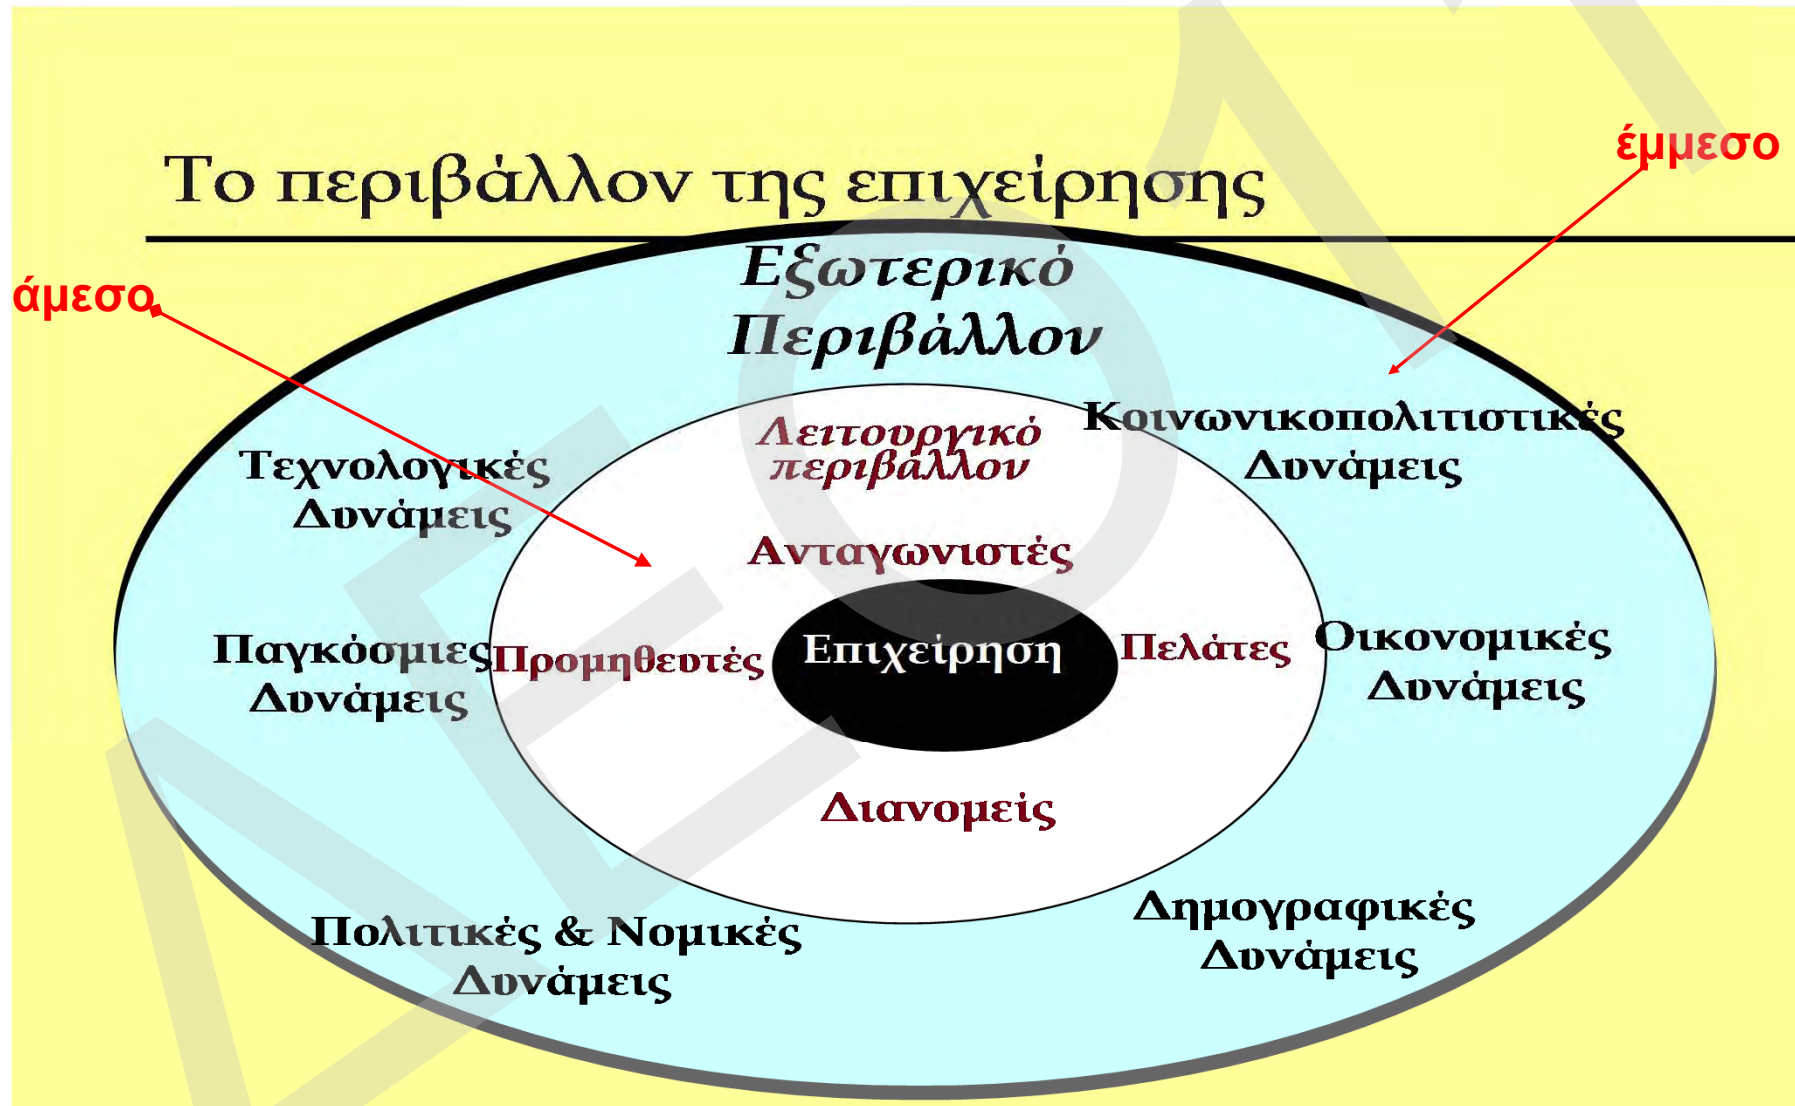 Το περιβάλλον της επιχείρησης
έμμεσο
άμεσο
Εξωτερικό
Περιβάλλον
Λειτουργικό
περιβάλλον
Κοινωνικοπολιτιστικές
Δυνάμεις
Τεχνολογικές
Δυνάμεις
Ανταγωνιστές
Παγκόσμιες
Δυνάμεις
Προμηθευτές
Επιχείρηση
Πελάτες
Οικονομικές
Δυνάμεις
Διανομείς
Πολιτικές & Νομικές
Δυνάμεις
Δημογραφικές
Δυνάμεις